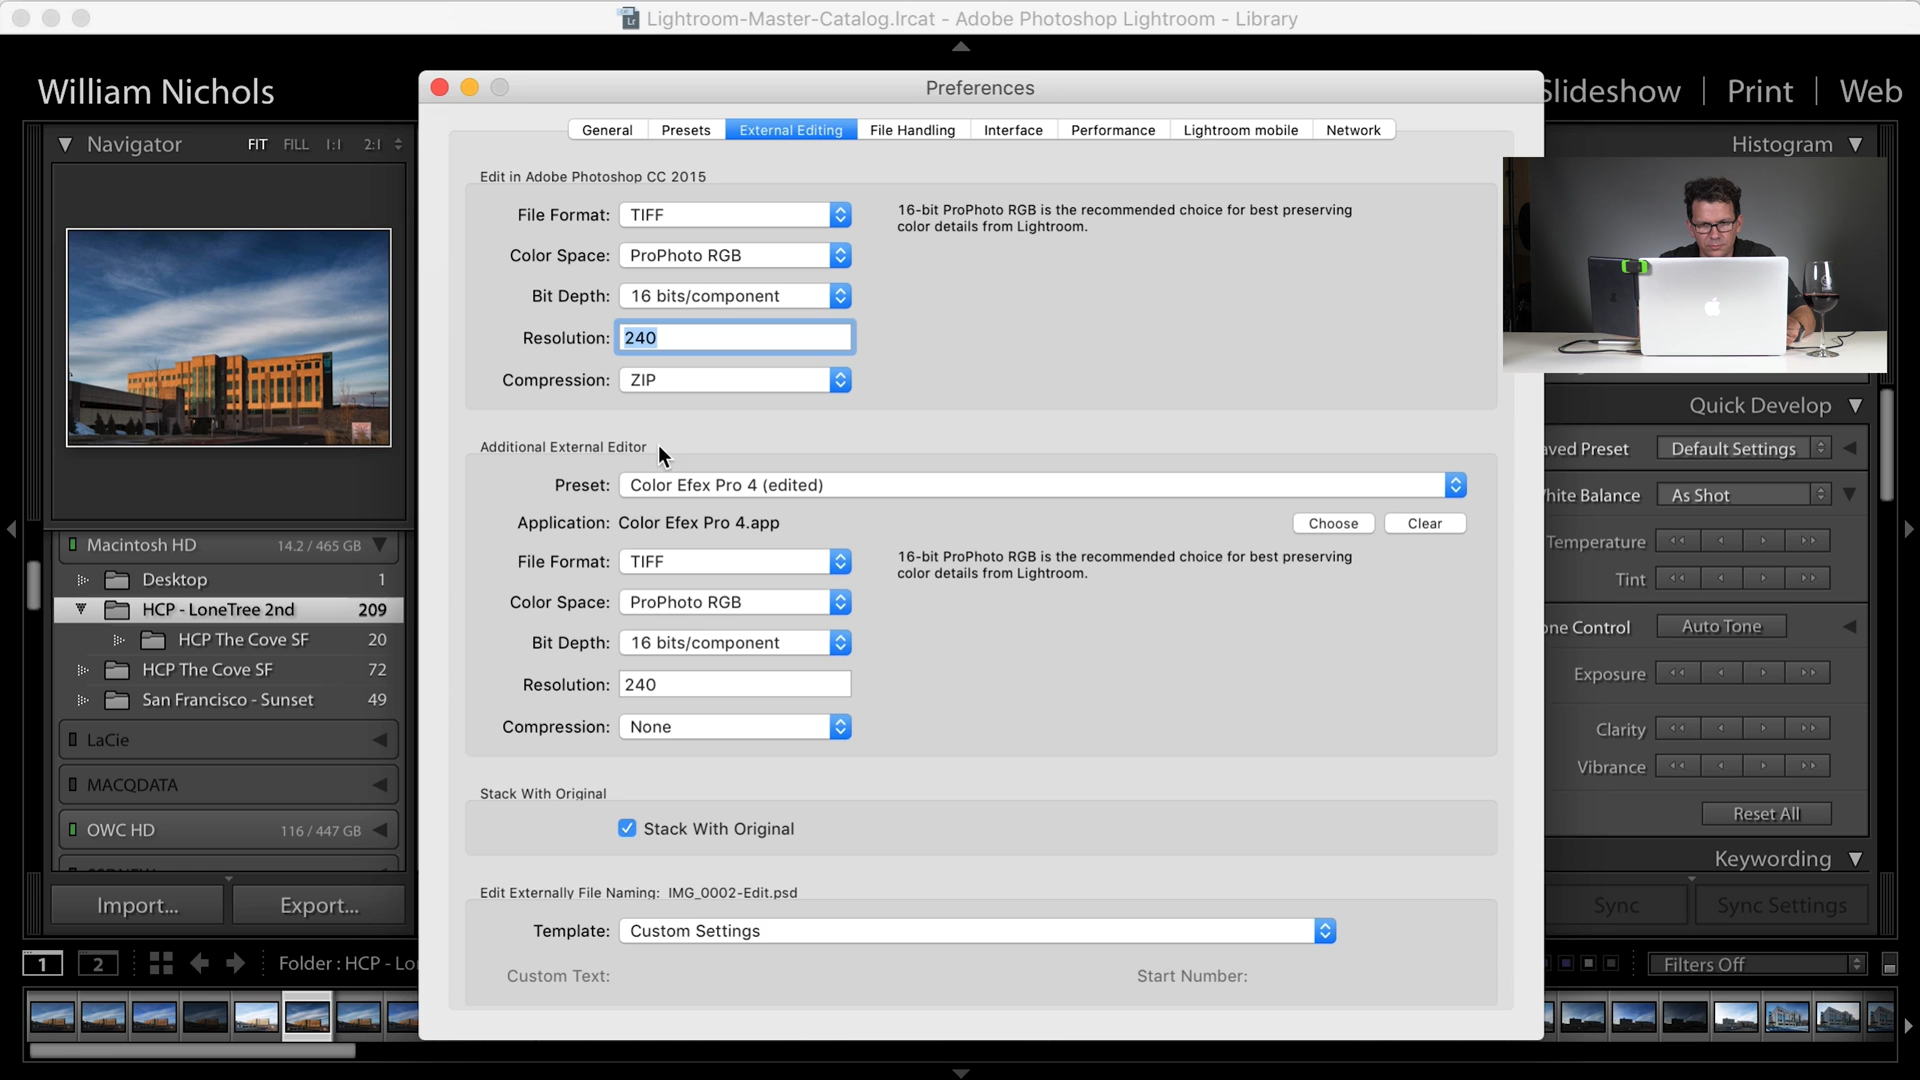 Lightroom-Master-Catalog.lrcat - Adobe Photoshop Lightroom - Library
William Nichols
Slideshow | Print | Web
Preferences
General
Presets
External Editing
File Handling
Interface
Performance
Lightroom mobile
Network
Navigator
FIT
FILL
1:1
2:1
Macintosh HD
14.2 / 465 GB
Desktop
1
HCP - LoneTree 2nd
209
HCP The Cove SF
20
HCP The Cove SF
72
San Francisco - Sunset
49
LaCie
MACQDATA
OWC HD
116 / 447 GB
Import...
Export...
Edit in Adobe Photoshop CC 2015
File Format: TIFF
16-bit ProPhoto RGB is the recommended choice for best preserving
color details from Lightroom.
Color Space: ProPhoto RGB
Bit Depth: 16 bits/component
Resolution: 240
Compression: ZIP
Additional External Editor
Preset: Color Efex Pro 4 (edited)
Application: Color Efex Pro 4.app
Choose
Clear
File Format: TIFF
16-bit ProPhoto RGB is the recommended choice for best preserving
color details from Lightroom.
Color Space: ProPhoto RGB
Bit Depth: 16 bits/component
Resolution: 240
Compression: None
Stack With Original
Stack With Original
Edit Externally File Naming: IMG_0002-Edit.psd
Template: Custom Settings
Custom Text:
Start Number:
Histogram
Quick Develop
aved Preset
Default Settings
hite Balance
As Shot
Temperature
Tint
one Control
Auto Tone
Exposure
Clarity
Vibrance
Reset All
Keywording
Sync
Sync Settings
1
2
Folder : HCP - Lo
Filters Off